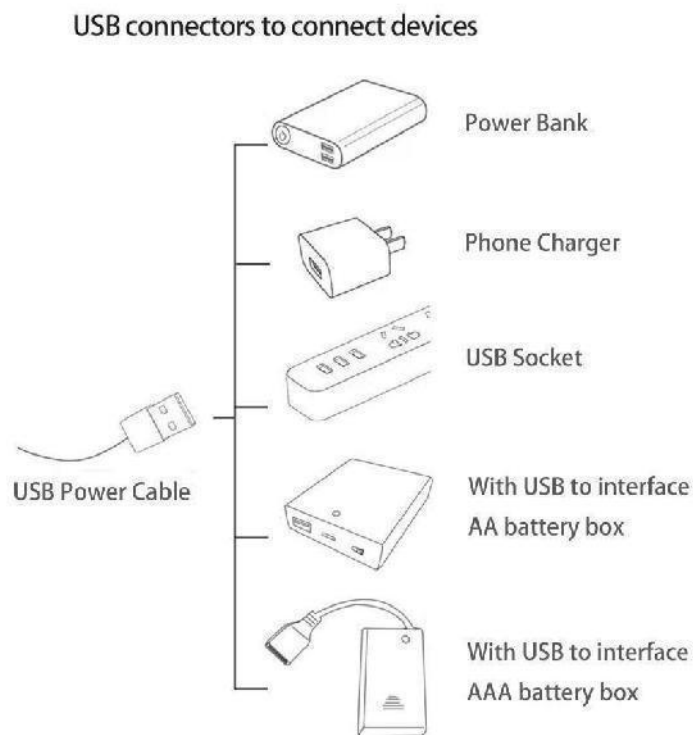 USB connectors to connect devices
Power Bank
Phone Charger
USB Socket
USB Power Cable
With USB to interface
AA battery box
With USB to interface
AAA battery box